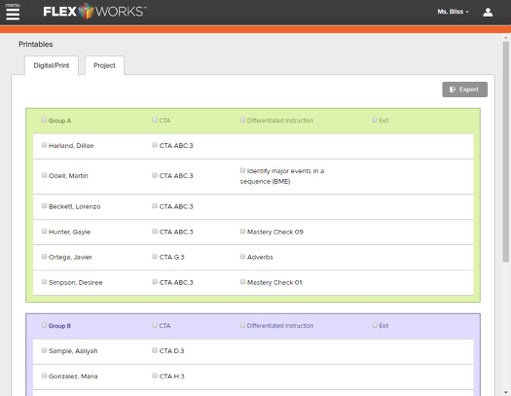 menu
FLEX WORKS™
Ms. Bliss
Printables
Digital/Print Project
Export
Group A CTA Differentiated Instruction Exit
Harland, Dillan CTA ABC.3
Odell, Martin CTA ABC.3 Identify major events in a
sequence (BME)
Beckett, Lorenzo CTA ABC.3
Hunter, Gayle CTA ABC.3 Mastery Check 09
Ortega, Javier CTA G.3 Adverbs
Simpson, Desiree CTA ABC.3 Mastery Check 01
Group B CTA Differentiated Instruction Exit
Sample, Aaliyah CTA D.3
Gonzalez, Maria CTA H.3